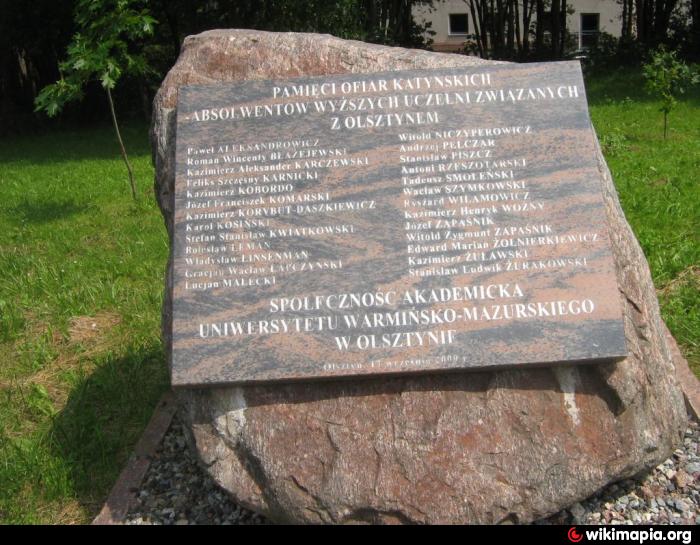 PAMIĘCI OFIAR KATYŃSKICH
-ABSOLWENTÓW WYŻSZYCH UCZELNI ZWIĄZANYCH
Z OLSZTYNEM
Paweł ALEKSANDROWICZ
Roman Wincenty BŁAŻEJEWSKI
Kazimierz Aleksander KARCZEWSKI
Feliks Szczęsny KARNICKI
Kazimierz KOBORDO
Józef Franciszek KOMARSKI
Kazimierz KORYBUT-DASZKIEWICZ
Karol KOSIŃSKI
Stefan Stanisław KWIATKOWSKI
Bolesław LEMAN
Władysław LINSENMAN
Gracjan Wacław ŁAPCZYŃSKI
Lucjan MAŁECKI
Witold NICZYPEROWICZ
Andrzej PELCZAR
Stanisław PISZCZ
Antoni RZESZOTARSKI
Tadeusz SMOLEŃSKI
Wacław SZYMKOWSKI
Ryszard WILAMOWICZ
Kazimierz Henryk WOŹNY
Józef ZAPAŚNIK
Witold Zygmunt ZAPAŚNIK
Edward Marian ŻOŁNIERKIEWICZ
Kazimierz ŻUŁAWSKI
Stanisław Ludwik ŻURAKOWSKI
SPOŁECZNOŚĆ AKADEMICKA
UNIWERSYTETU WARMIŃSKO-MAZURSKIEGO
W OLSZTYNIE
Olsztyn, 17 września 2009 r.
wikimapia.org